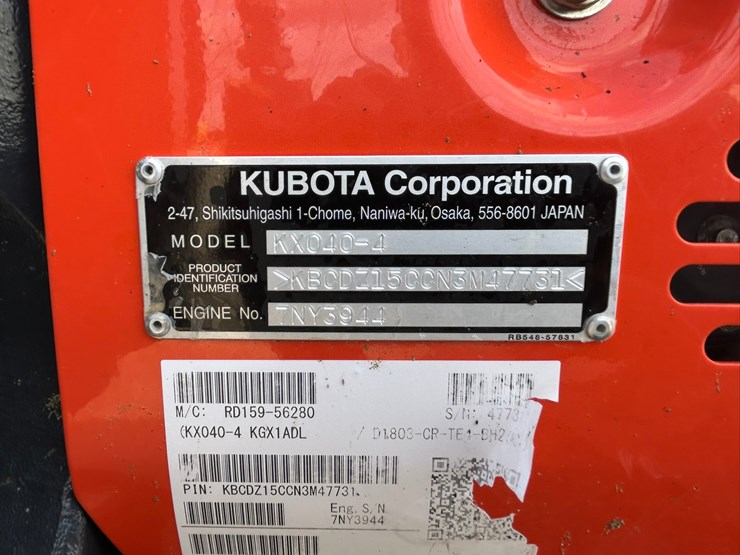 KUBOTA Corporation
2-47, Shikitsuhigashi 1-Chome, Naniwa-ku, Osaka, 556-8601 JAPAN
MODEL KX040-4
PRODUCT IDENTIFICATION NUMBER >KBCDZ15CCN3M47731<
ENGINE No. 7NY3944
RB548-57831
M/C: RD159-56280 S/N: 4773
(KX040-4 KGX1ADL / D1803-CR-TE4-BH2
PIN: KBCDZ15CCN3M47731
Eng. S/N
7NY3944